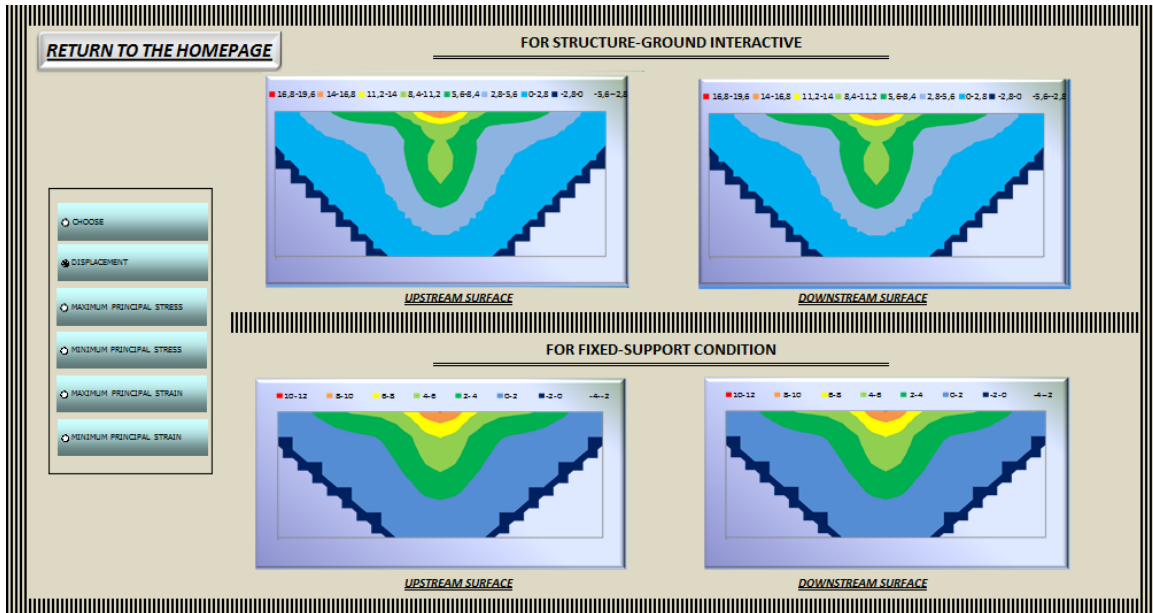 RETURN TO THE HOMEPAGE
FOR STRUCTURE-GROUND INTERACTIVE
16,8-19,6 14-16,8 11,2-14 8,4-11,2 5,6-8,4 2,8-5,6 0-2,8 -2,8-0 -5,6--2,8
16,8-19,6 14-16,8 11,2-14 8,4-11,2 5,6-8,4 2,8-5,6 0-2,8 -2,8-0 -5,6--2,8
UPSTREAM SURFACE
DOWNSTREAM SURFACE
CHOOSE
DISPLACEMENT
MAXIMUM PRINCIPAL STRESS
MINIMUM PRINCIPAL STRESS
MAXIMUM PRINCIPAL STRAIN
MINIMUM PRINCIPAL STRAIN
FOR FIXED-SUPPORT CONDITION
10-12 8-10 6-8 4-6 2-4 0-2 -2-0 -4--2
10-12 8-10 6-8 4-6 2-4 0-2 -2-0 -4--2
UPSTREAM SURFACE
DOWNSTREAM SURFACE